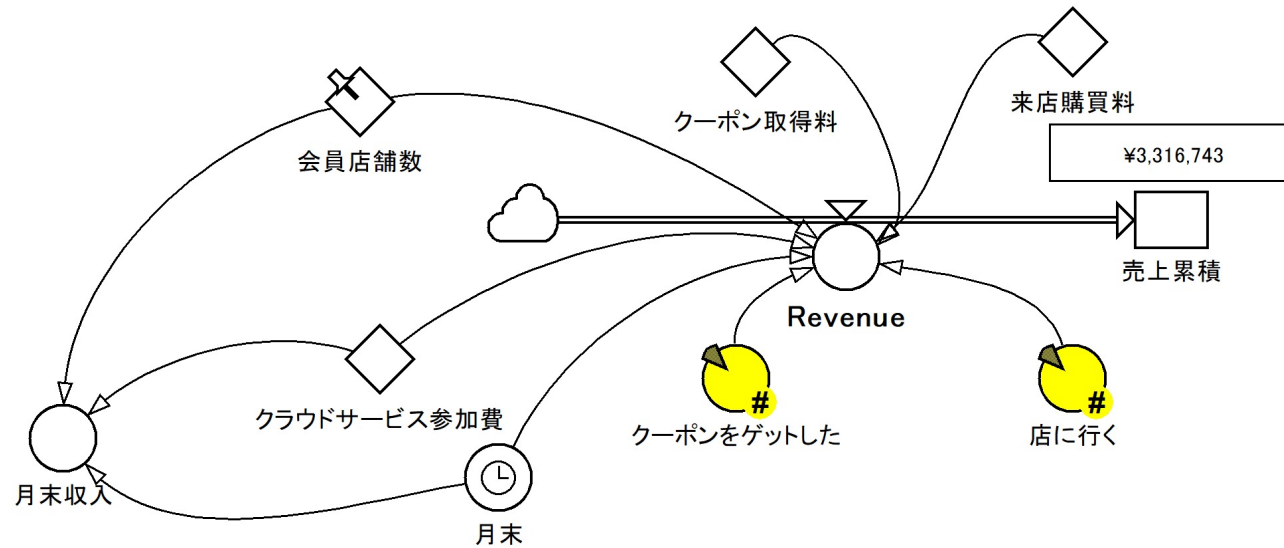 クーポン取得料
来店購買料
会員店舗数
¥3,316,743
売上累積
Revenue
クラウドサービス参加費
#
#
クーポンをゲットした
店に行く
月末収入
月末